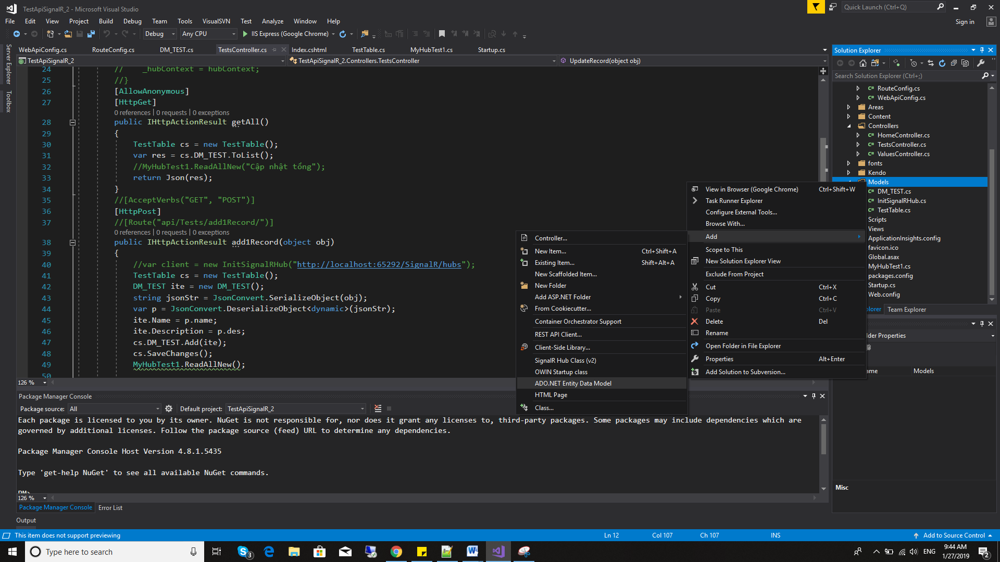 TestApiSignalR_2 - Microsoft Visual Studio
Quick Launch (Ctrl+Q)
File Edit View Project Build Debug Team Tools VisualSVN Test Analyze Window Help
Sign in
Debug Any CPU IIS Express (Google Chrome)
Server Explorer
Toolbox
WebApiConfig.cs RouteConfig.cs DM_TEST.cs TestsController.cs Index.cshtml TestTable.cs MyHubTest1.cs Startup.cs
TestApiSignalR_2 TestApiSignalR_2.Controllers.TestsController UpdateRecord(object obj)
24 // _hubContext = hubContext;
25 //}
26 [AllowAnonymous]
27 [HttpGet]
0 references | 0 requests | 0 exceptions
28 public IHttpActionResult getAll()
29 {
30 TestTable cs = new TestTable();
31 var res = cs.DM_TEST.ToList();
32 //MyHubTest1.ReadAllNew("Cập nhật tổng");
33 return Json(res);
34 }
35 //[AcceptVerbs("GET", "POST")]
36 [HttpPost]
37 //[Route("api/Tests/add1Record/")]
0 references | 0 requests | 0 exceptions
38 public IHttpActionResult add1Record(object obj)
39 {
40 //var client = new InitSignalRHub("http://localhost:65292/SignalR/hubs");
41 TestTable cs = new TestTable();
42 DM_TEST ite = new DM_TEST();
43 string jsonStr = JsonConvert.SerializeObject(obj);
44 var p = JsonConvert.DeserializeObject<dynamic>(jsonStr);
45 ite.Name = p.name;
46 ite.Description = p.des;
47 cs.DM_TEST.Add(ite);
48 cs.SaveChanges();
49 MyHubTest1.ReadAllNew();
50
126 %
Controller...
New Item... Ctrl+Shift+A
Existing Item... Shift+Alt+A
New Scaffolded Item...
New Folder
Add ASP.NET Folder
From Cookiecutter...
Container Orchestrator Support
REST API Client...
Client-Side Library...
SignalR Hub Class (v2)
OWIN Startup class
ADO.NET Entity Data Model
HTML Page
Class...
View in Browser (Google Chrome) Ctrl+Shift+W
Task Runner Explorer
Configure External Tools...
Browse With...
Add
Scope to This
New Solution Explorer View
Exclude From Project
Cut Ctrl+X
Copy Ctrl+C
Paste Ctrl+V
Delete Del
Rename
Open Folder in File Explorer
Properties Alt+Enter
Add Solution to Subversion...
Solution Explorer
Search Solution Explorer (Ctrl+;)
C# RouteConfig.cs
C# WebApiConfig.cs
Areas
Content
Controllers
C# HomeController.cs
C# TestsController.cs
C# ValuesController.cs
fonts
Kendo
Models
C# DM_TEST.cs
C# InitSignalRHub.cs
C# TestTable.cs
Scripts
Views
ApplicationInsights.config
favicon.ico
Global.asax
MyHubTest1.cs
packages.config
Startup.cs
Web.config
plorer Team Explorer
lder Properties
ame Models
Misc
Package Manager Console
Package source: All Default project: TestApiSignalR_2
Each package is licensed to you by its owner. NuGet is not responsible for, nor does it grant any licenses to, third-party packages. Some packages may include dependencies which are
governed by additional licenses. Follow the package source (feed) URL to determine any dependencies.
Package Manager Console Host Version 4.8.1.5435
Type 'get-help NuGet' to see all available NuGet commands.
PM>
126 %
Package Manager Console Error List
Output
This item does not support previewing Ln 12 Col 107 Ch 107 INS Add to Source Control
Type here to search
3
ENG
9:44 AM
1/27/2019
2